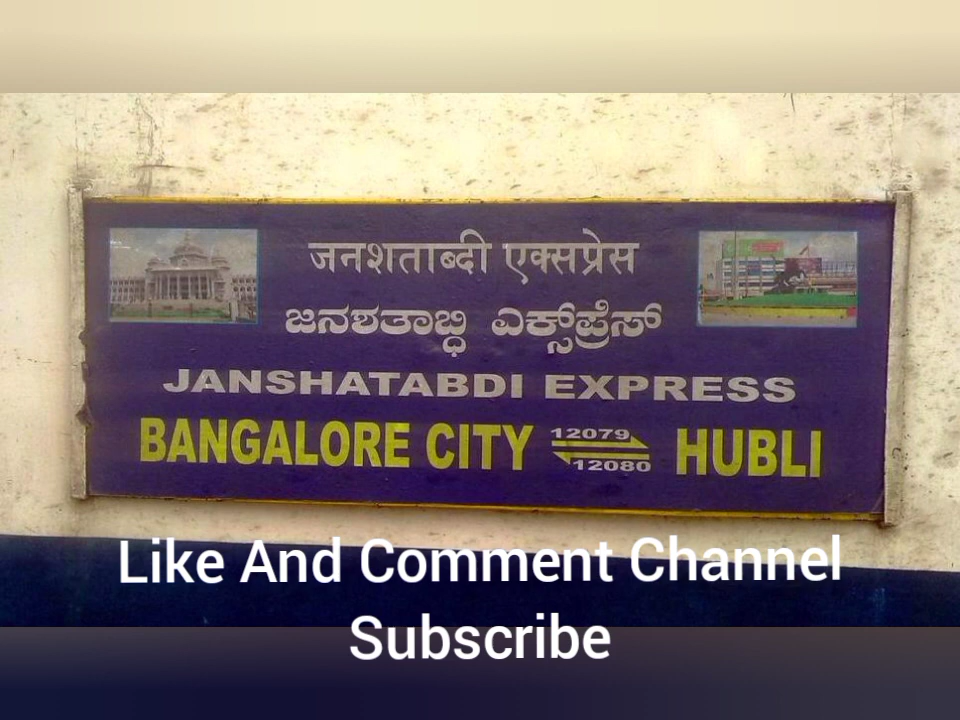 जनशताब्दी एक्सप्रेस
ಜನಶತಾಬ್ಧಿ ಎಕ್ಸ್‌ಪ್ರೆಸ್
JANSHATABDI EXPRESS
BANGALORE CITY 12079 HUBLI
12080
Like And Comment Channel
Subscribe